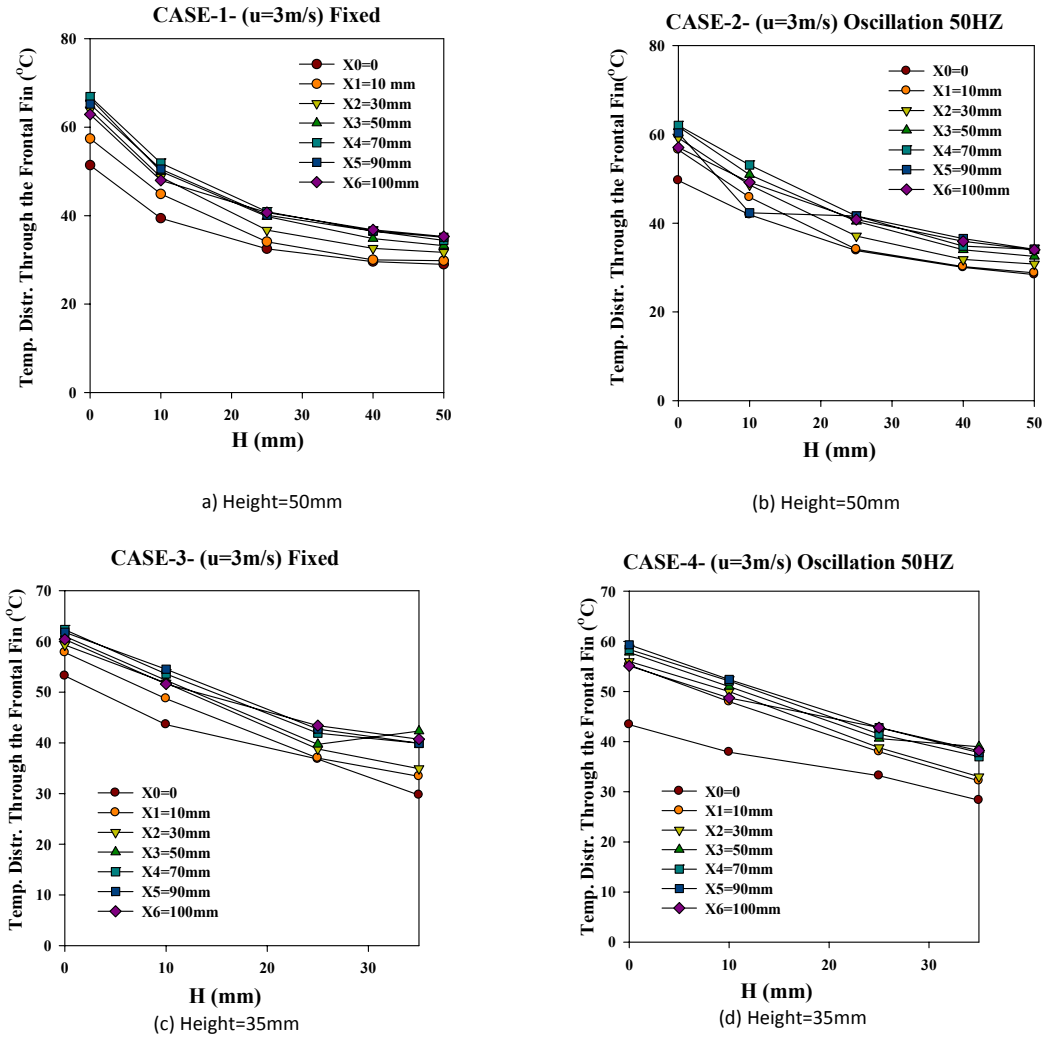 CASE-1- (u=3m/s) Fixed
Temp. Distr. Through the Frontal Fin (°C)
80
60
40
20
0
X0=0
X1=10 mm
X2=30mm
X3=50mm
X4=70mm
X5=90mm
X6=100mm
0 10 20 30 40 50
H (mm)
a) Height=50mm
CASE-2- (u=3m/s) Oscillation 50HZ
Temp. Distr. Through the Frontal Fin(°C)
80
60
40
20
0
X0=0
X1=10mm
X2=30mm
X3=50mm
X4=70mm
X5=90mm
X6=100mm
0 10 20 30 40 50
H (mm)
(b) Height=50mm
CASE-3- (u=3m/s) Fixed
Temp. Distr. Through the Frontal Fin (°C)
70
60
50
40
30
20
10
0
X0=0
X1=10mm
X2=30mm
X3=50mm
X4=70mm
X5=90mm
X6=100mm
0 10 20 30
H (mm)
(c) Height=35mm
CASE-4- (u=3m/s) Oscillation 50HZ
Temp. Distr. Through the Frontal Fin (°C)
70
60
50
40
30
20
10
0
X0=0
X1=10mm
X2=30mm
X3=50mm
X4=70mm
X5=90mm
X6=100mm
0 10 20 30
H (mm)
(d) Height=35mm